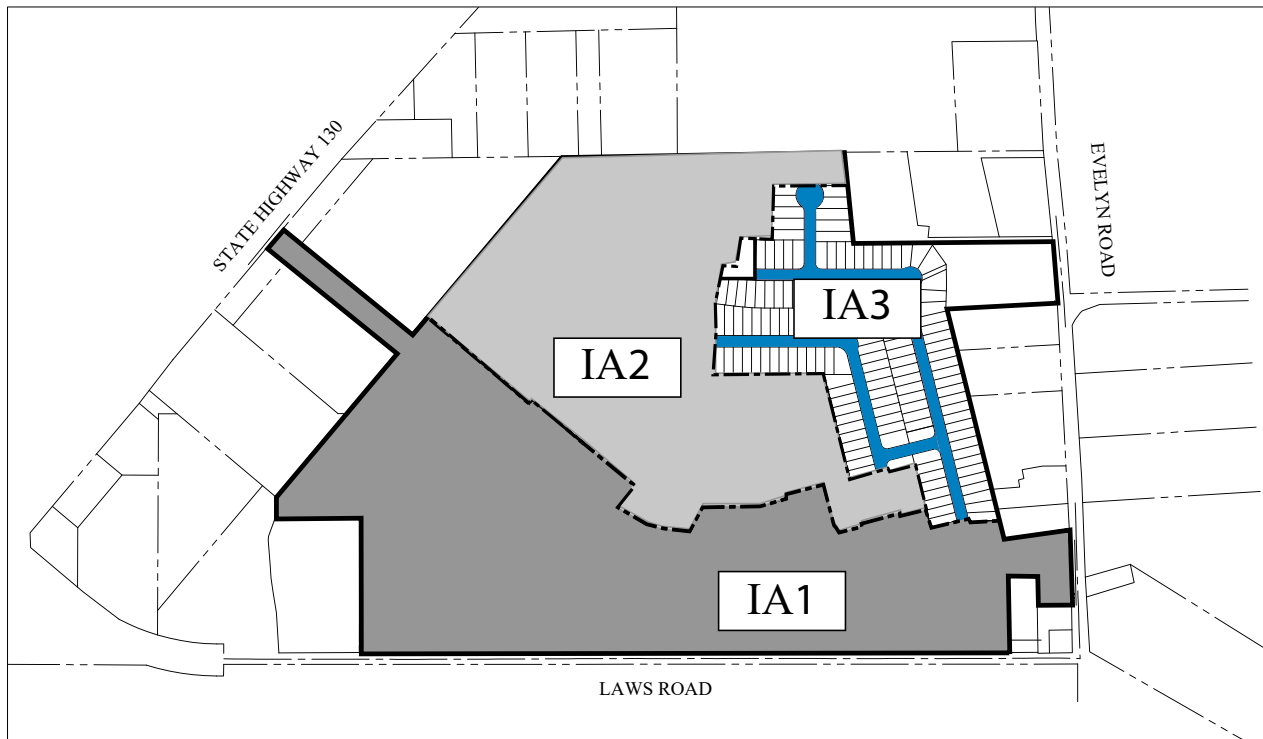 STATE HIGHWAY 130
EVELYN ROAD
IA3
IA2
IA1
LAWS ROAD